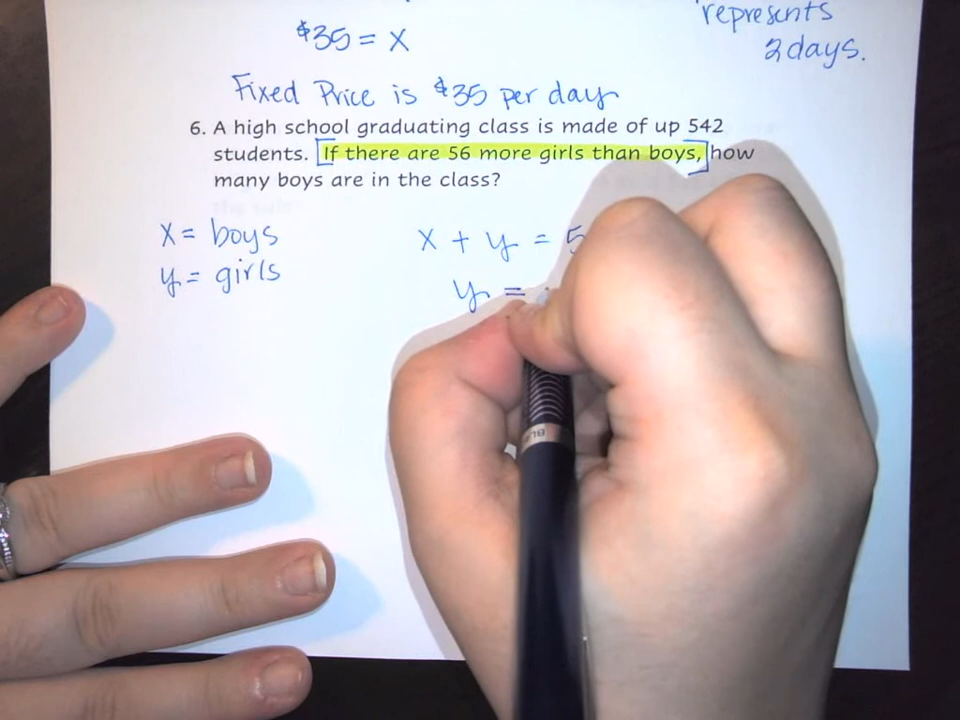 represents
$35 = x
2 days.
Fixed Price is $35 per day
6. A high school graduating class is made of up 542
students. [If there are 56 more girls than boys,] how
many boys are in the class?
x = boys
x + y = 5
y = girls
y =